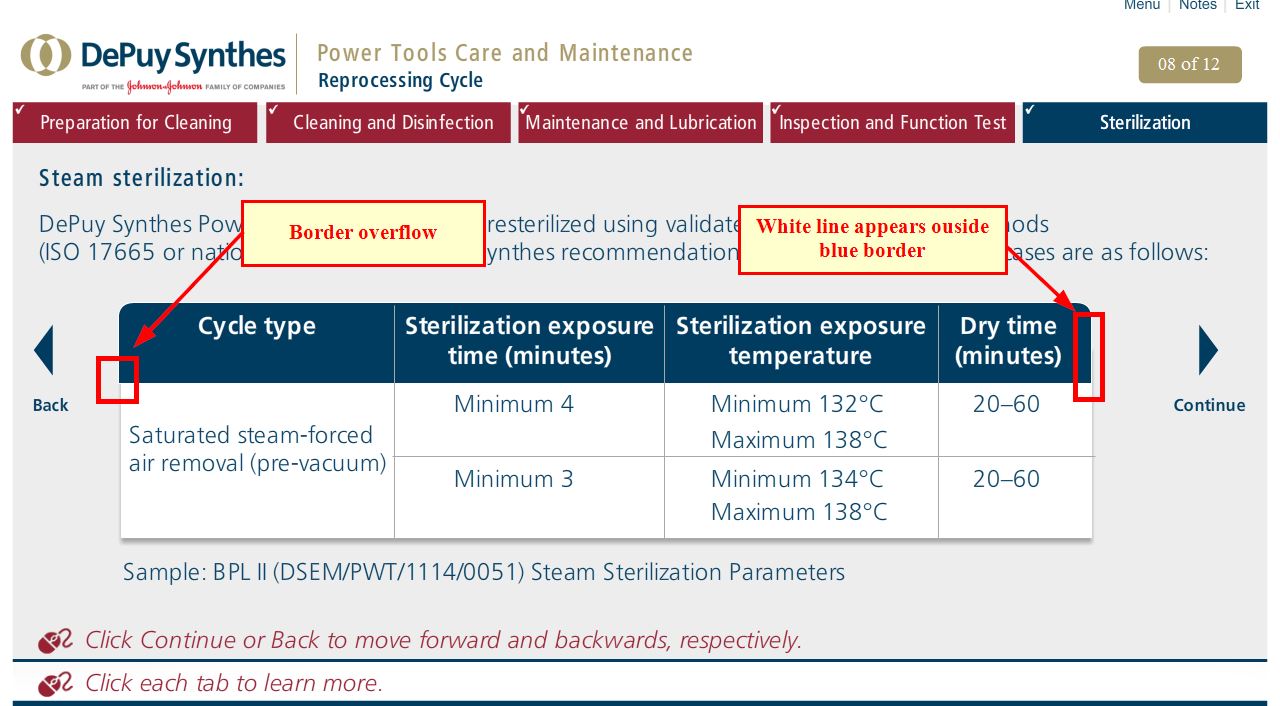 Menu | Notes | Exit
DePuy Synthes
PART OF THE Johnson & Johnson FAMILY OF COMPANIES
Power Tools Care and Maintenance
Reprocessing Cycle
08 of 12
Preparation for Cleaning
Cleaning and Disinfection
Maintenance and Lubrication
Inspection and Function Test
Sterilization
Steam sterilization:
DePuy Synthes Pow resterilized using validate ods
Border overflow
White line appears ouside
blue border
(ISO 17665 or natio ynthes recommendation cases are as follows:
Cycle type
Sterilization exposure
time (minutes)
Sterilization exposure
temperature
Dry time
(minutes)
Saturated steam-forced
air removal (pre-vacuum)
Minimum 4
Minimum 132°C
Maximum 138°C
20–60
Minimum 3
Minimum 134°C
Maximum 138°C
20–60
Back
Continue
Sample: BPL II (DSEM/PWT/1114/0051) Steam Sterilization Parameters
Click Continue or Back to move forward and backwards, respectively.
Click each tab to learn more.